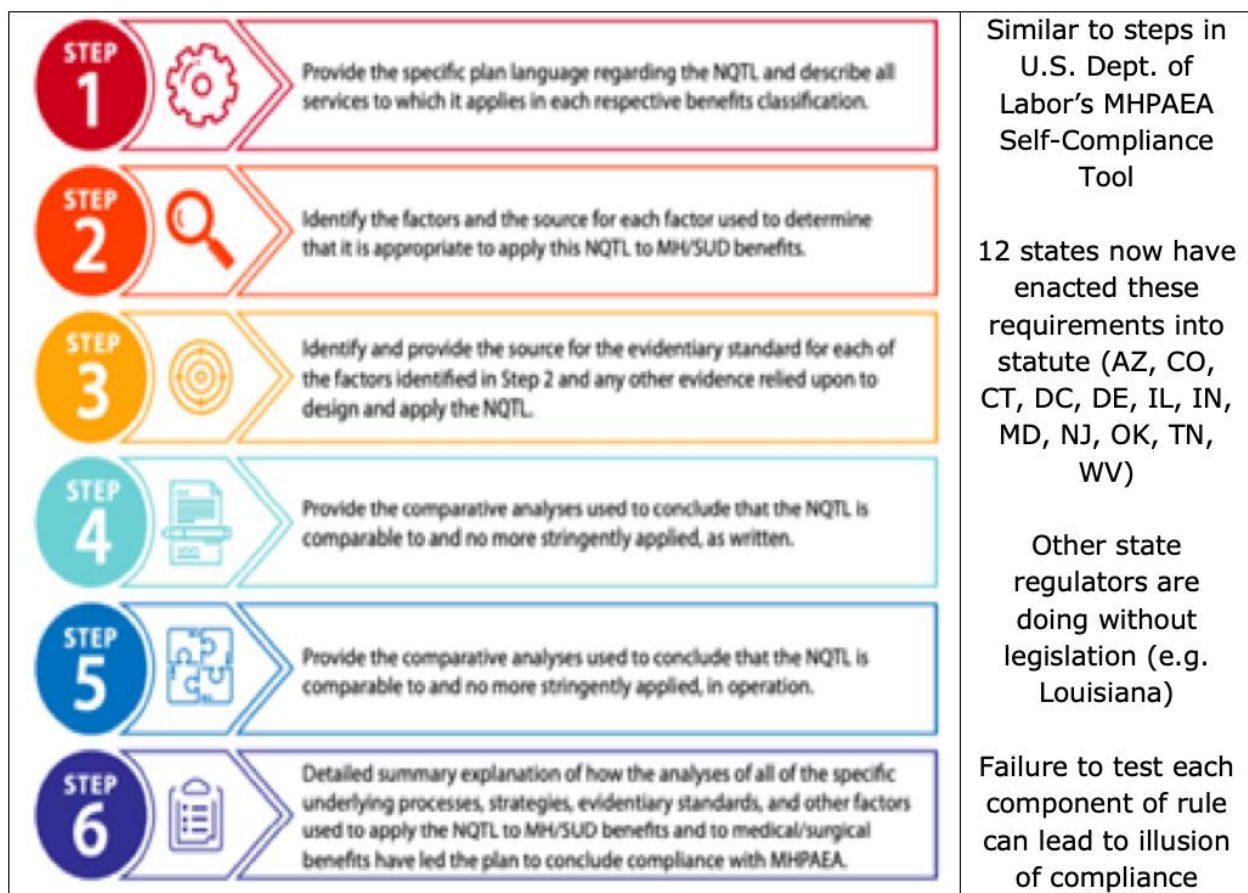 STEP
1
Provide the specific plan language regarding the NQTL and describe all
services to which it applies in each respective benefits classification.
STEP
2
Identify the factors and the source for each factor used to determine
that it is appropriate to apply this NQTL to MH/SUD benefits.
STEP
3
Identify and provide the source for the evidentiary standard for each of
the factors identified in Step 2 and any other evidence relied upon to
design and apply the NQTL.
STEP
4
Provide the comparative analyses used to conclude that the NQTL is
comparable to and no more stringently applied, as written.
STEP
5
Provide the comparative analyses used to conclude that the NQTL is
comparable to and no more stringently applied, in operation.
STEP
6
Detailed summary explanation of how the analyses of all of the specific
underlying processes, strategies, evidentiary standards, and other factors
used to apply the NQTL to MH/SUD benefits and to medical/surgical
benefits have led the plan to conclude compliance with MHPAEA.
Similar to steps in
U.S. Dept. of
Labor's MHPAEA
Self-Compliance
Tool
12 states now have
enacted these
requirements into
statute (AZ, CO,
CT, DC, DE, IL, IN,
MD, NJ, OK, TN,
WV)
Other state
regulators are
doing without
legislation (e.g.
Louisiana)
Failure to test each
component of rule
can lead to illusion
of compliance